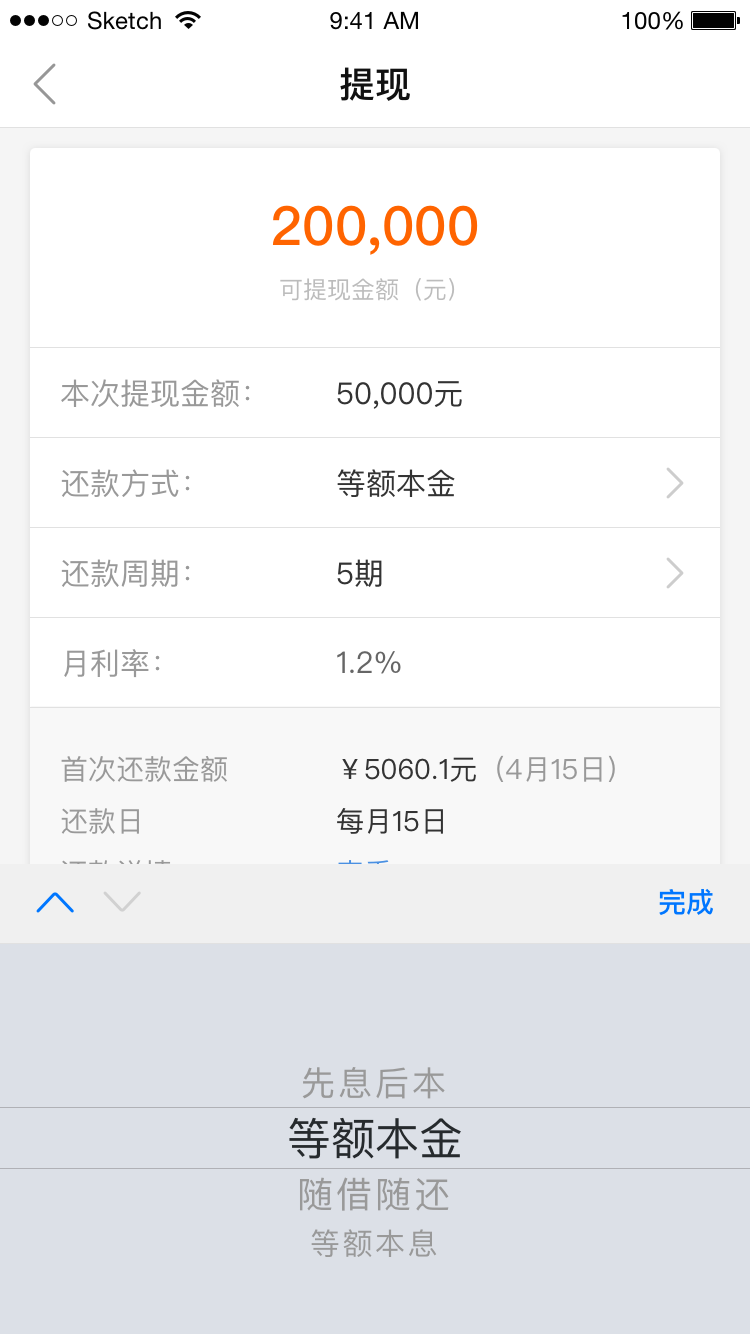 Sketch 9:41 AM 100%
提现
200,000
可提现金额（元）
本次提现金额： 50,000元
还款方式： 等额本金
还款周期： 5期
月利率： 1.2%
首次还款金额 ￥5060.1元（4月15日）
还款日 每月15日
完成
先息后本
等额本金
随借随还
等额本息